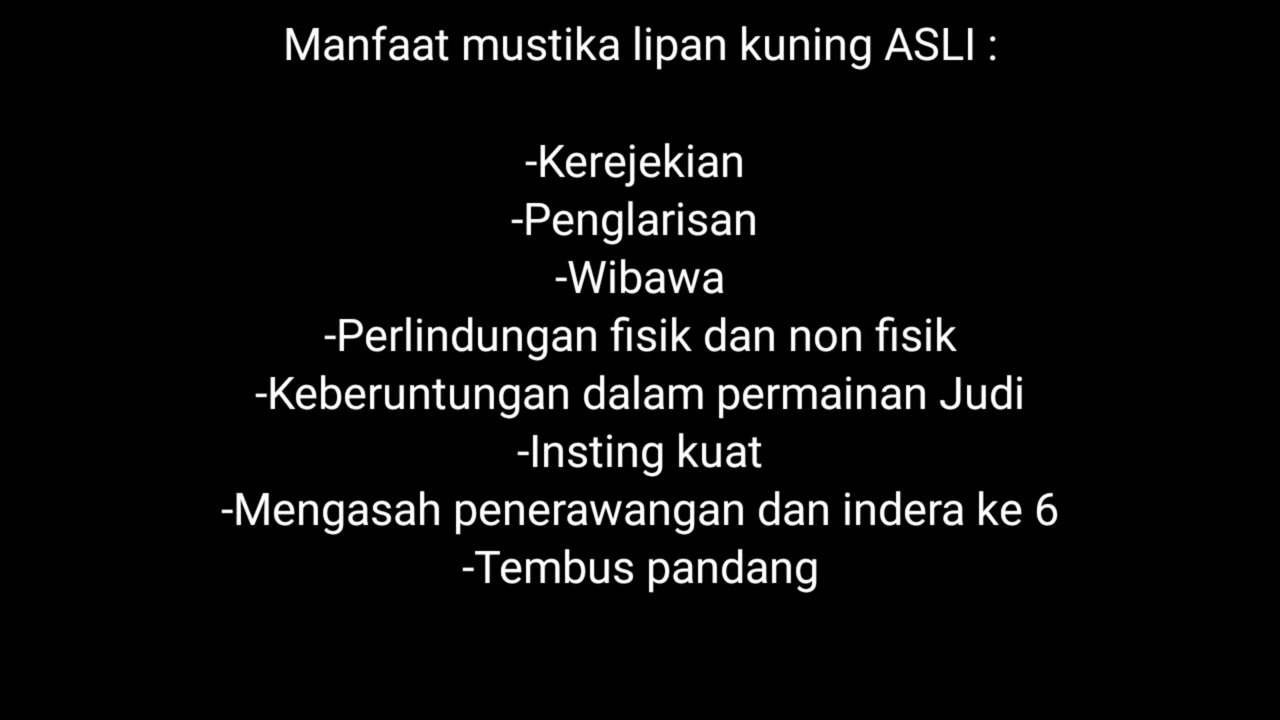 Manfaat mustika lipan kuning ASLI :
-Kerejekian
-Penglarisan
-Wibawa
-Perlindungan fisik dan non fisik
-Keberuntungan dalam permainan Judi
-Insting kuat
-Mengasah penerawangan dan indera ke 6
-Tembus pandang